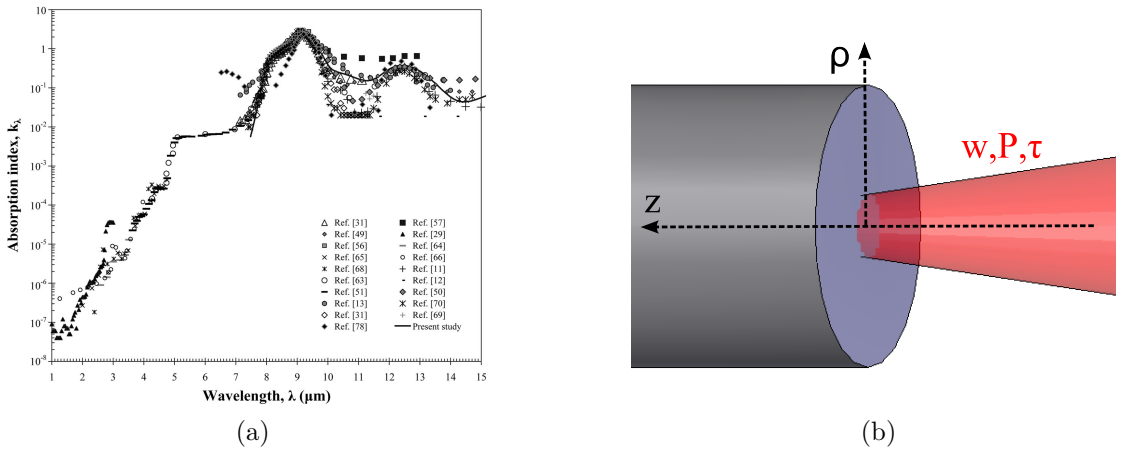 10
1
10⁻¹
10⁻²
10⁻³
10⁻⁴
10⁻⁵
10⁻⁶
10⁻⁷
10⁻⁸
Absorption index, kλ
1 2 3 4 5 6 7 8 9 10 11 12 13 14 15
Wavelength, λ (μm)
Ref. [31]
Ref. [49]
Ref. [56]
Ref. [65]
Ref. [68]
Ref. [63]
Ref. [51]
Ref. [13]
Ref. [31]
Ref. [78]
Ref. [57]
Ref. [29]
Ref. [64]
Ref. [66]
Ref. [11]
Ref. [12]
Ref. [50]
Ref. [70]
Ref. [69]
Present study
(a)
ρ
w,P,τ
z
(b)